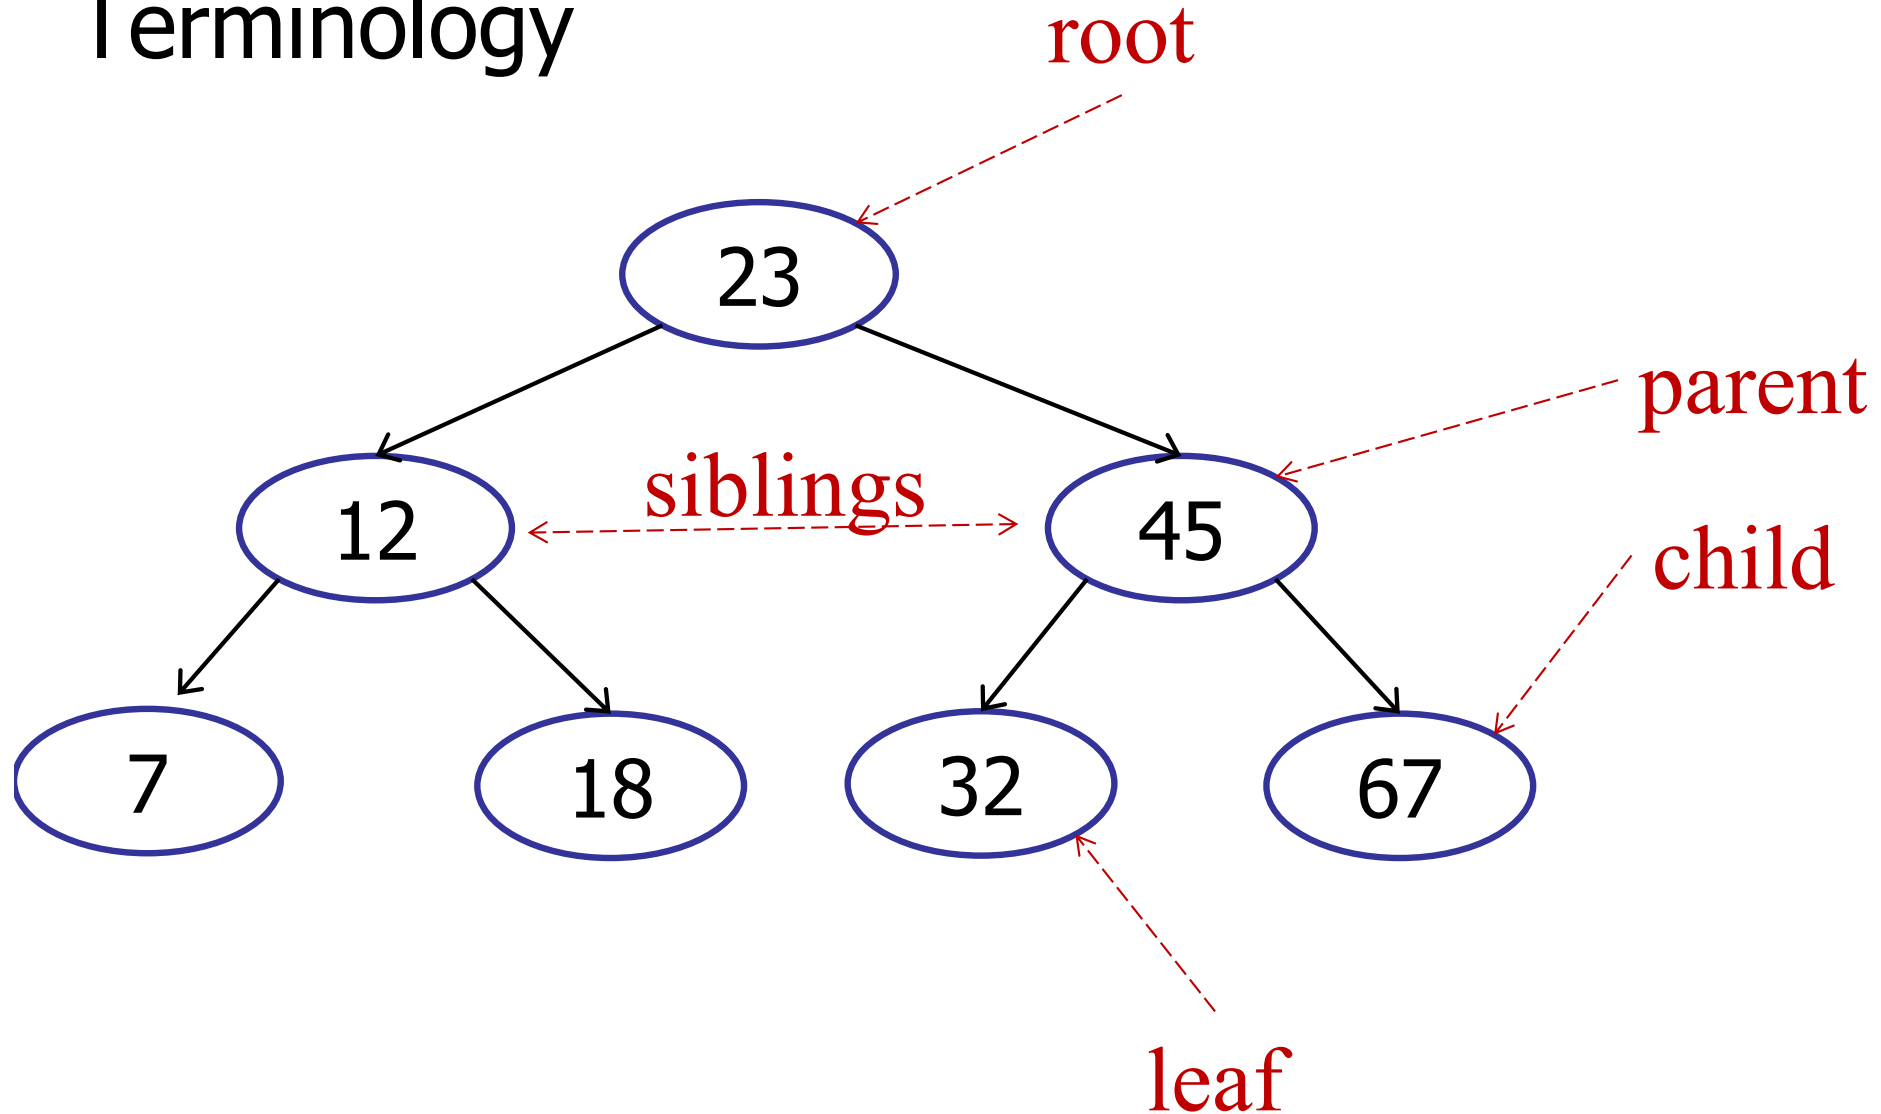 Terminology
root
23
parent
siblings
12
45
child
7
18
32
67
leaf